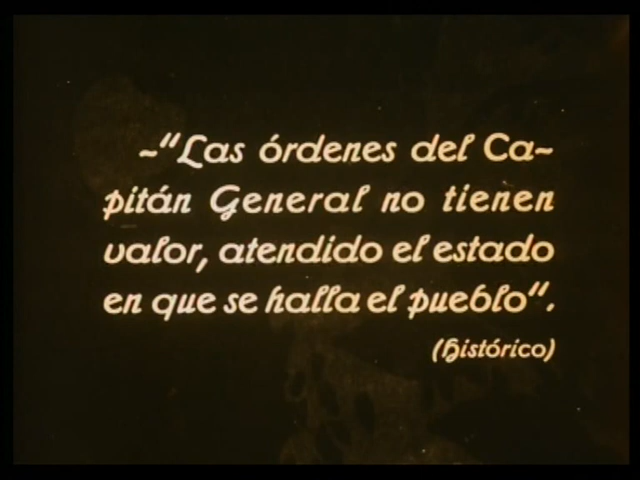 ~"Las órdenes del Ca~
pitán General no tienen
valor, atendido el estado
en que se halla el pueblo".
(histórico)